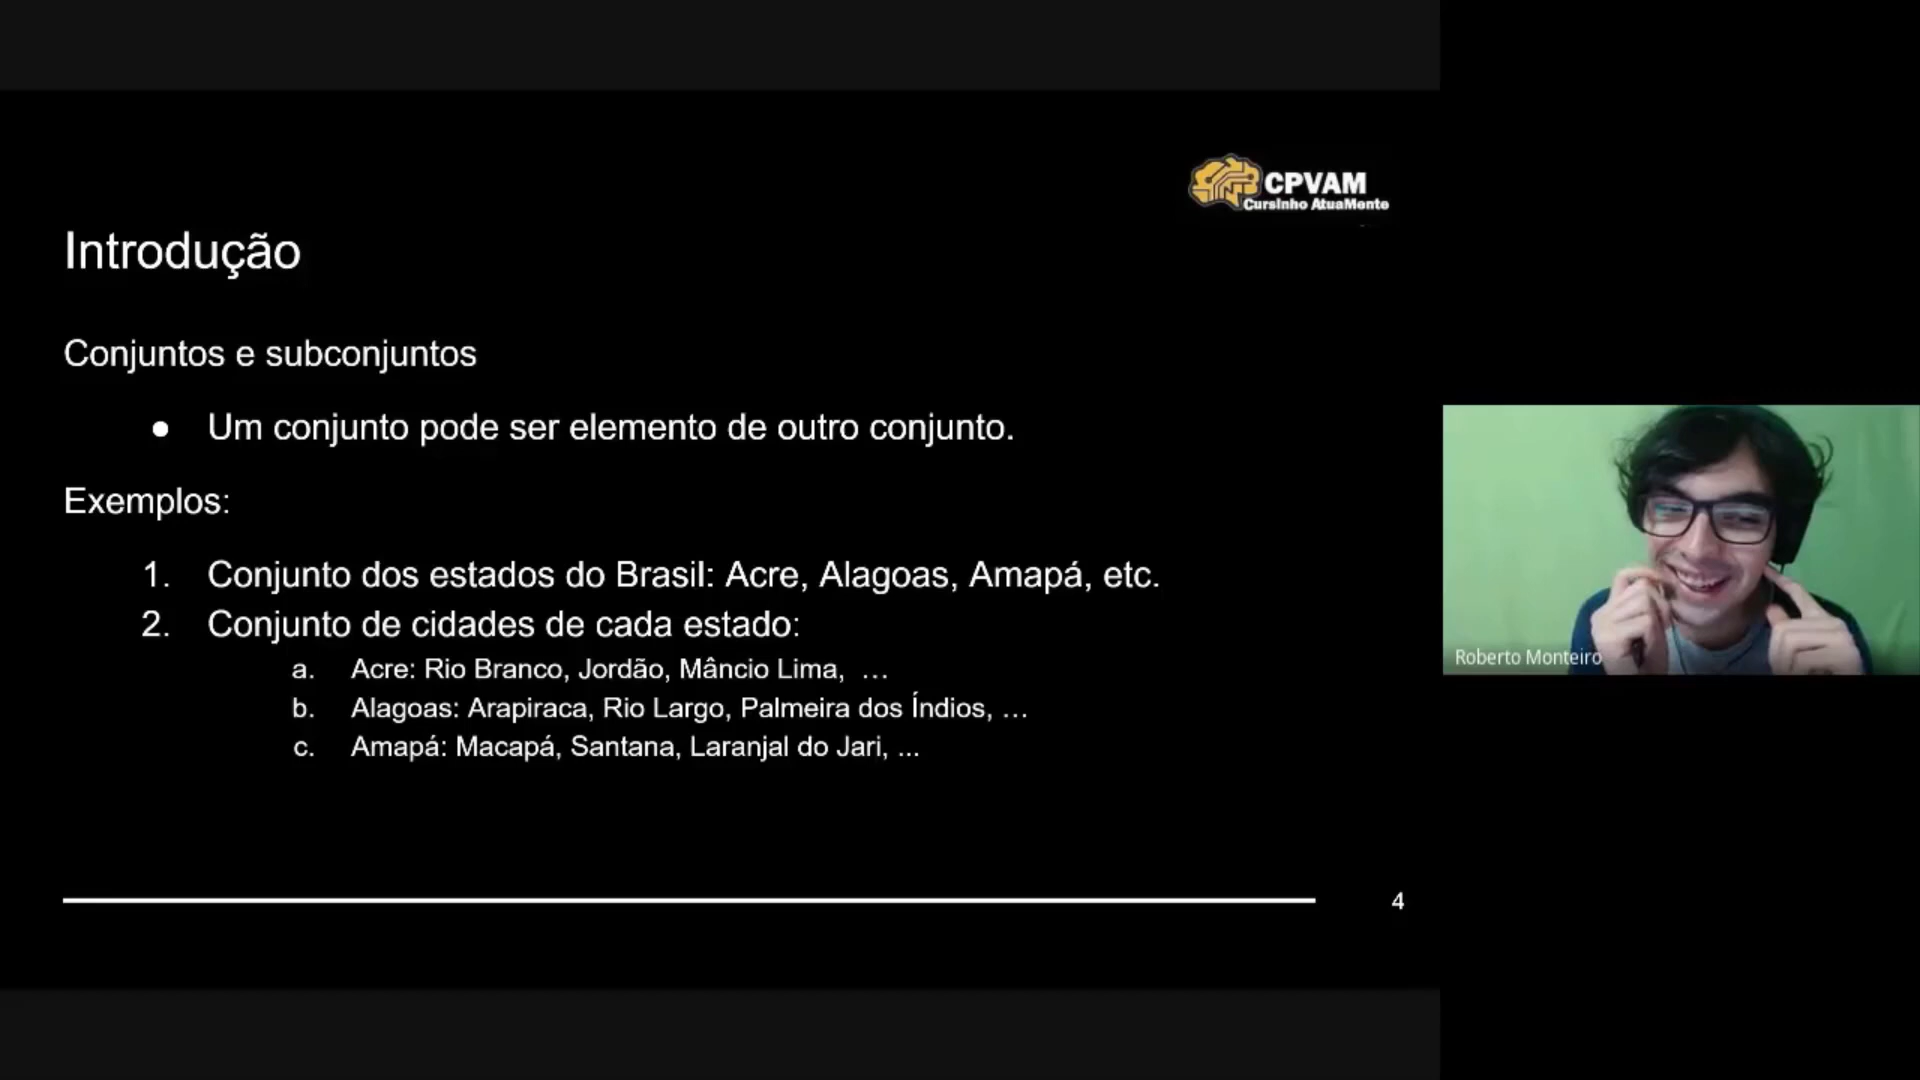 CPVAM
Cursinho AtuaMente
Introdução
Conjuntos e subconjuntos
● Um conjunto pode ser elemento de outro conjunto.
Exemplos:
1. Conjunto dos estados do Brasil: Acre, Alagoas, Amapá, etc.
2. Conjunto de cidades de cada estado:
a. Acre: Rio Branco, Jordão, Mâncio Lima, …
b. Alagoas: Arapiraca, Rio Largo, Palmeira dos Índios, …
c. Amapá: Macapá, Santana, Laranjal do Jari, ...
4
Roberto Monteiro